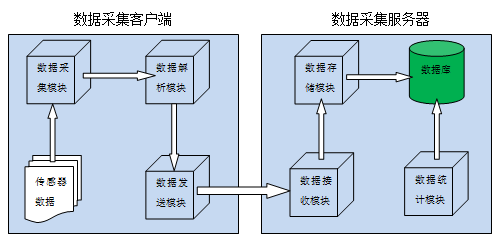 数据采集客户端
数据采集服务器
数据采
集模块
数据解
析模块
数据存
储模块
数据库
传感器
数据
数据发
送模块
数据接
收模块
数据统
计模块